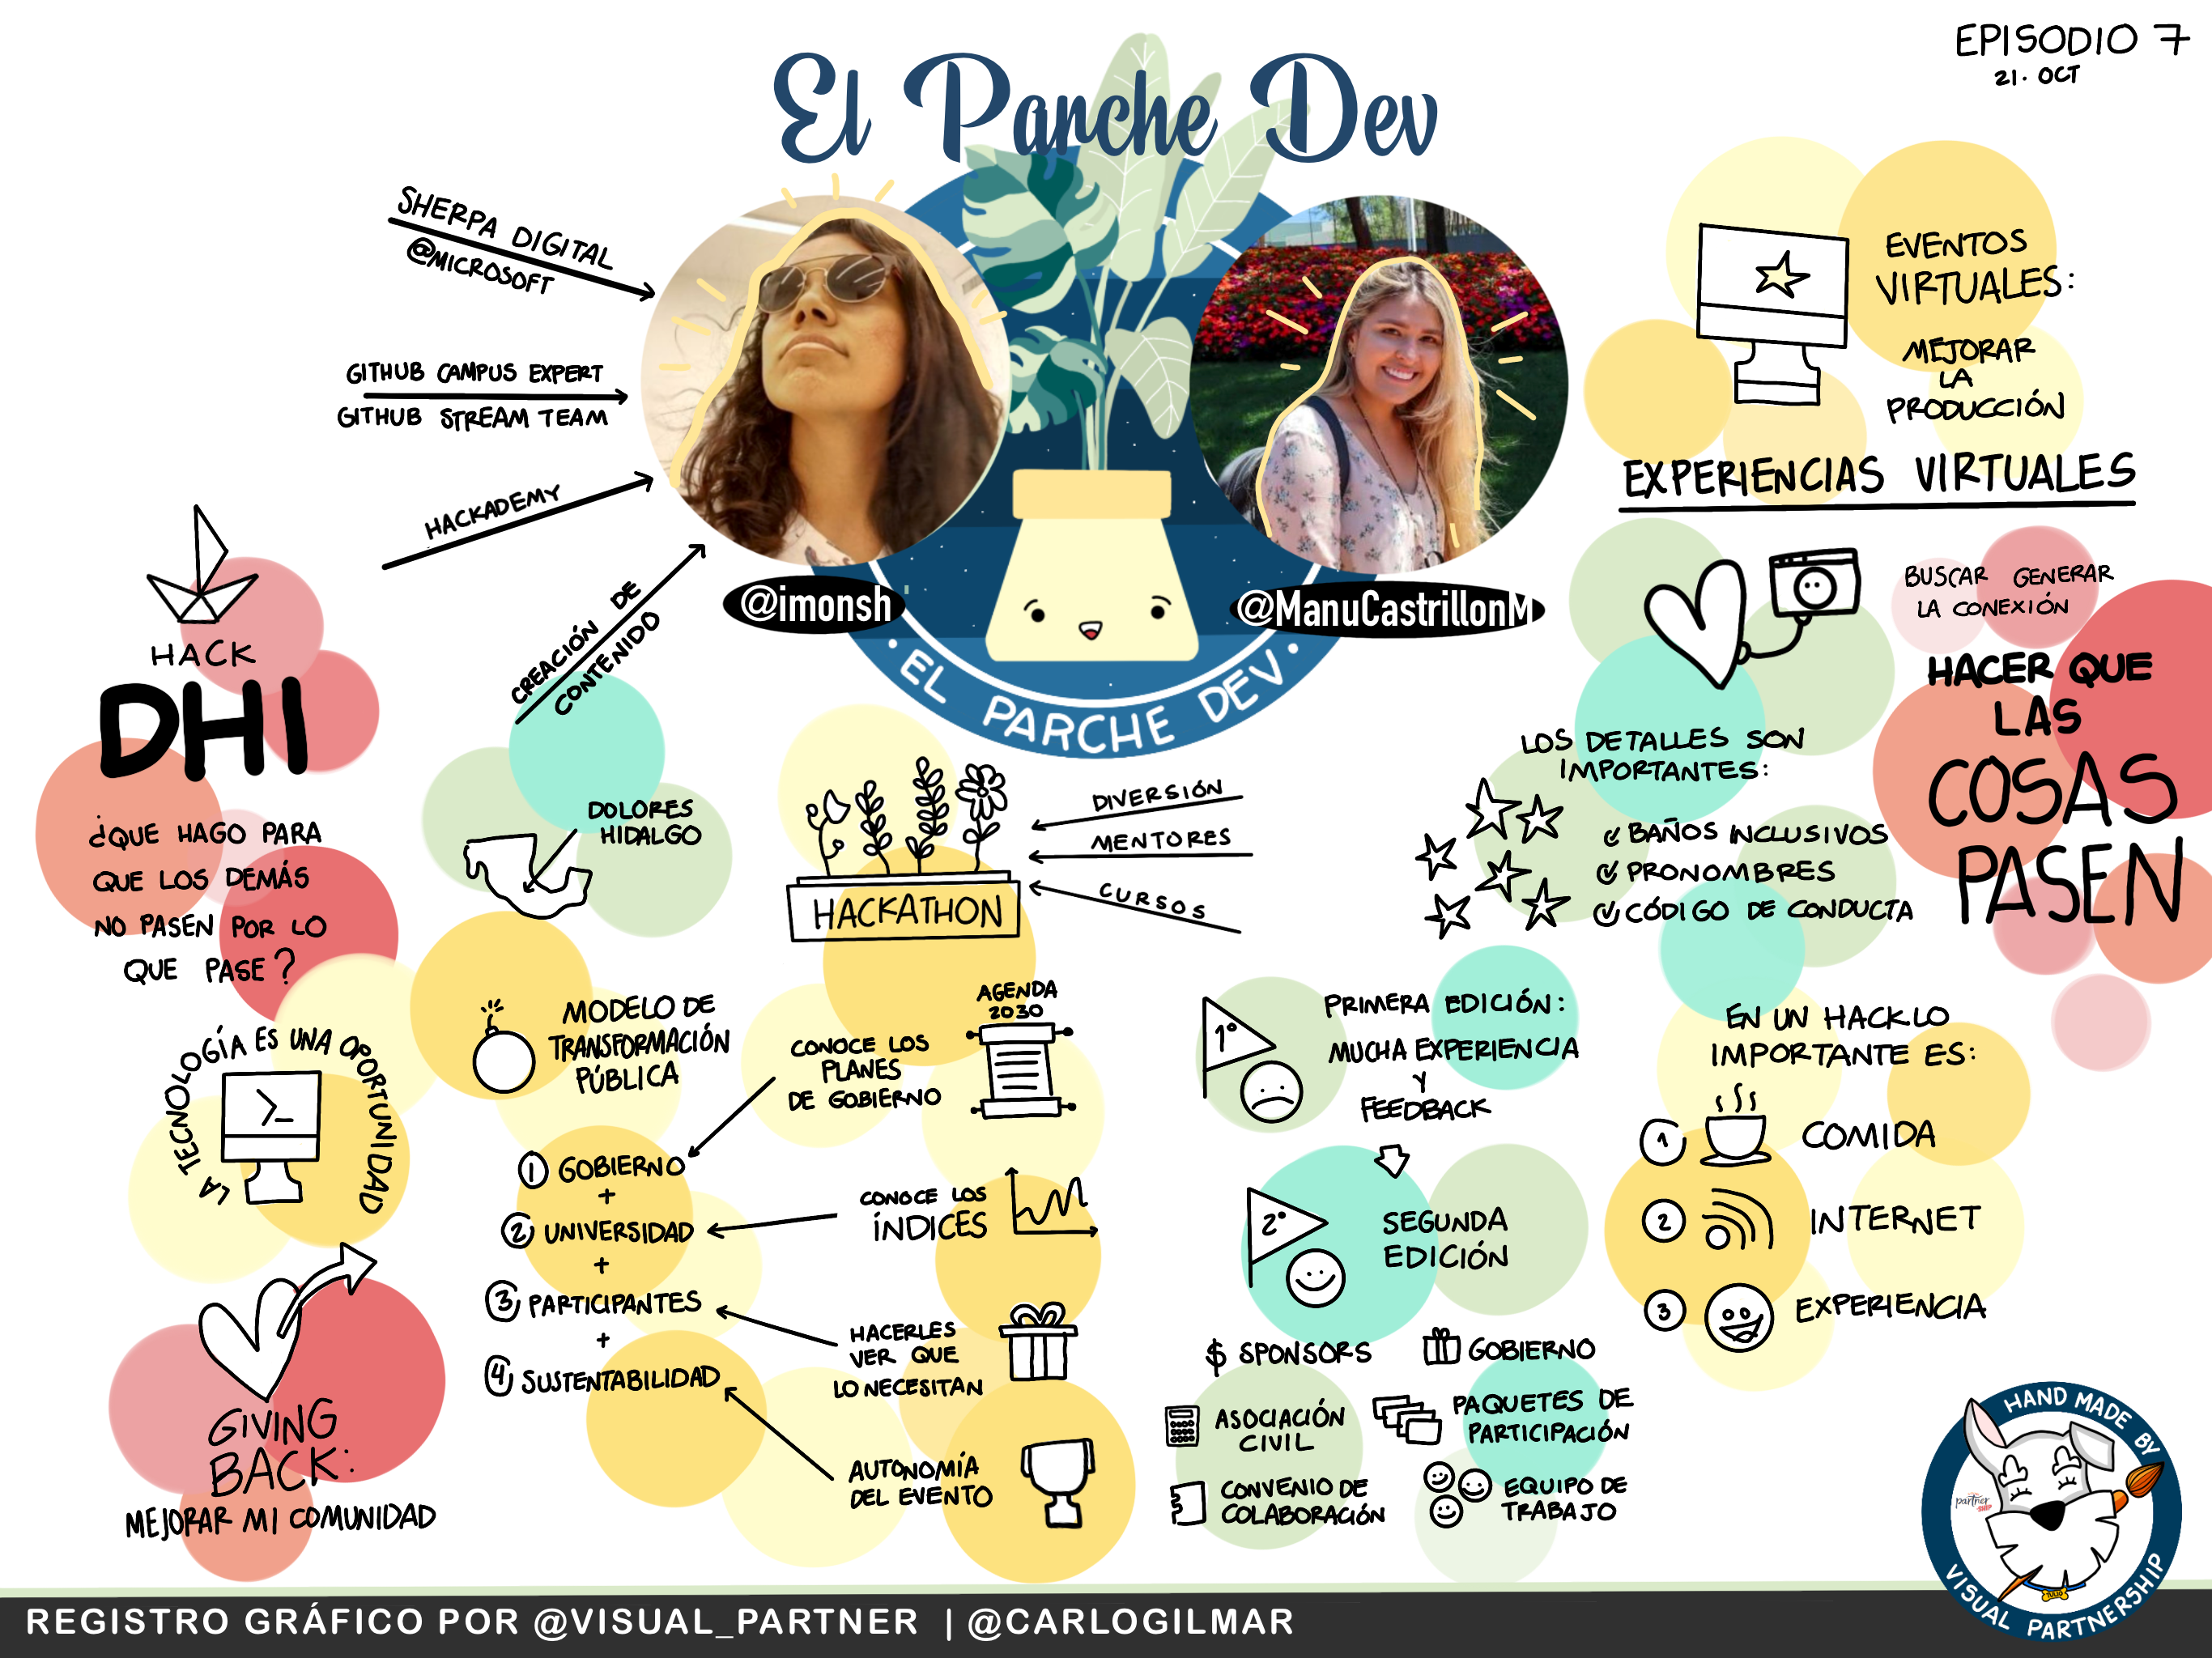 El Parche Dev
EPISODIO 7
21. OCT
SHERPA DIGITAL
@MICROSOFT
GITHUB CAMPUS EXPERT
GITHUB STREAM TEAM
HACKADEMY
CREACIÓN DE
CONTENIDO
@imonsh
@ManuCastrillonM
• EL PARCHE DEV •
HACK
DHI
¿QUE HAGO PARA
QUE LOS DEMÁS
NO PASEN POR LO
QUE PASE?
LA TECNOLOGÍA ES UNA OPORTUNIDAD
>_
GIVING
BACK:
MEJORAR MI COMUNIDAD
DOLORES
HIDALGO
HACKATHON
DIVERSIÓN
MENTORES
CURSOS
MODELO DE
TRANSFORMACIÓN
PÚBLICA
1 GOBIERNO
+
2 UNIVERSIDAD
+
3 PARTICIPANTES
+
4 SUSTENTABILIDAD
CONOCE LOS
PLANES
DE GOBIERNO
AGENDA
2030
CONOCE LOS
ÍNDICES
HACERLES
VER QUE
LO NECESITAN
AUTONOMÍA
DEL EVENTO
1°
PRIMERA EDICIÓN:
MUCHA EXPERIENCIA
Y
FEEDBACK
2°
SEGUNDA
EDICIÓN
$ SPONSORS
GOBIERNO
ASOCIACIÓN
CIVIL
PAQUETES DE
PARTICIPACIÓN
CONVENIO DE
COLABORACIÓN
EQUIPO DE
TRABAJO
EVENTOS
VIRTUALES:
MEJORAR
LA
PRODUCCIÓN
EXPERIENCIAS VIRTUALES
BUSCAR GENERAR
LA CONEXIÓN
HACER QUE
LAS
COSAS
PASEN
LOS DETALLES SON
IMPORTANTES:
BAÑOS INCLUSIVOS
PRONOMBRES
CÓDIGO DE CONDUCTA
EN UN HACK LO
IMPORTANTE ES:
1 COMIDA
2 INTERNET
3 EXPERIENCIA
HAND MADE BY
partner
VISUAL PARTNERSHIP
REGISTRO GRÁFICO POR @VISUAL_PARTNER | @CARLOGILMAR